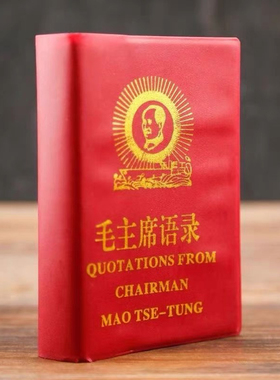 毛主席语录
QUOTATIONS FROM
CHAIRMAN
MAO TSE-TUNG